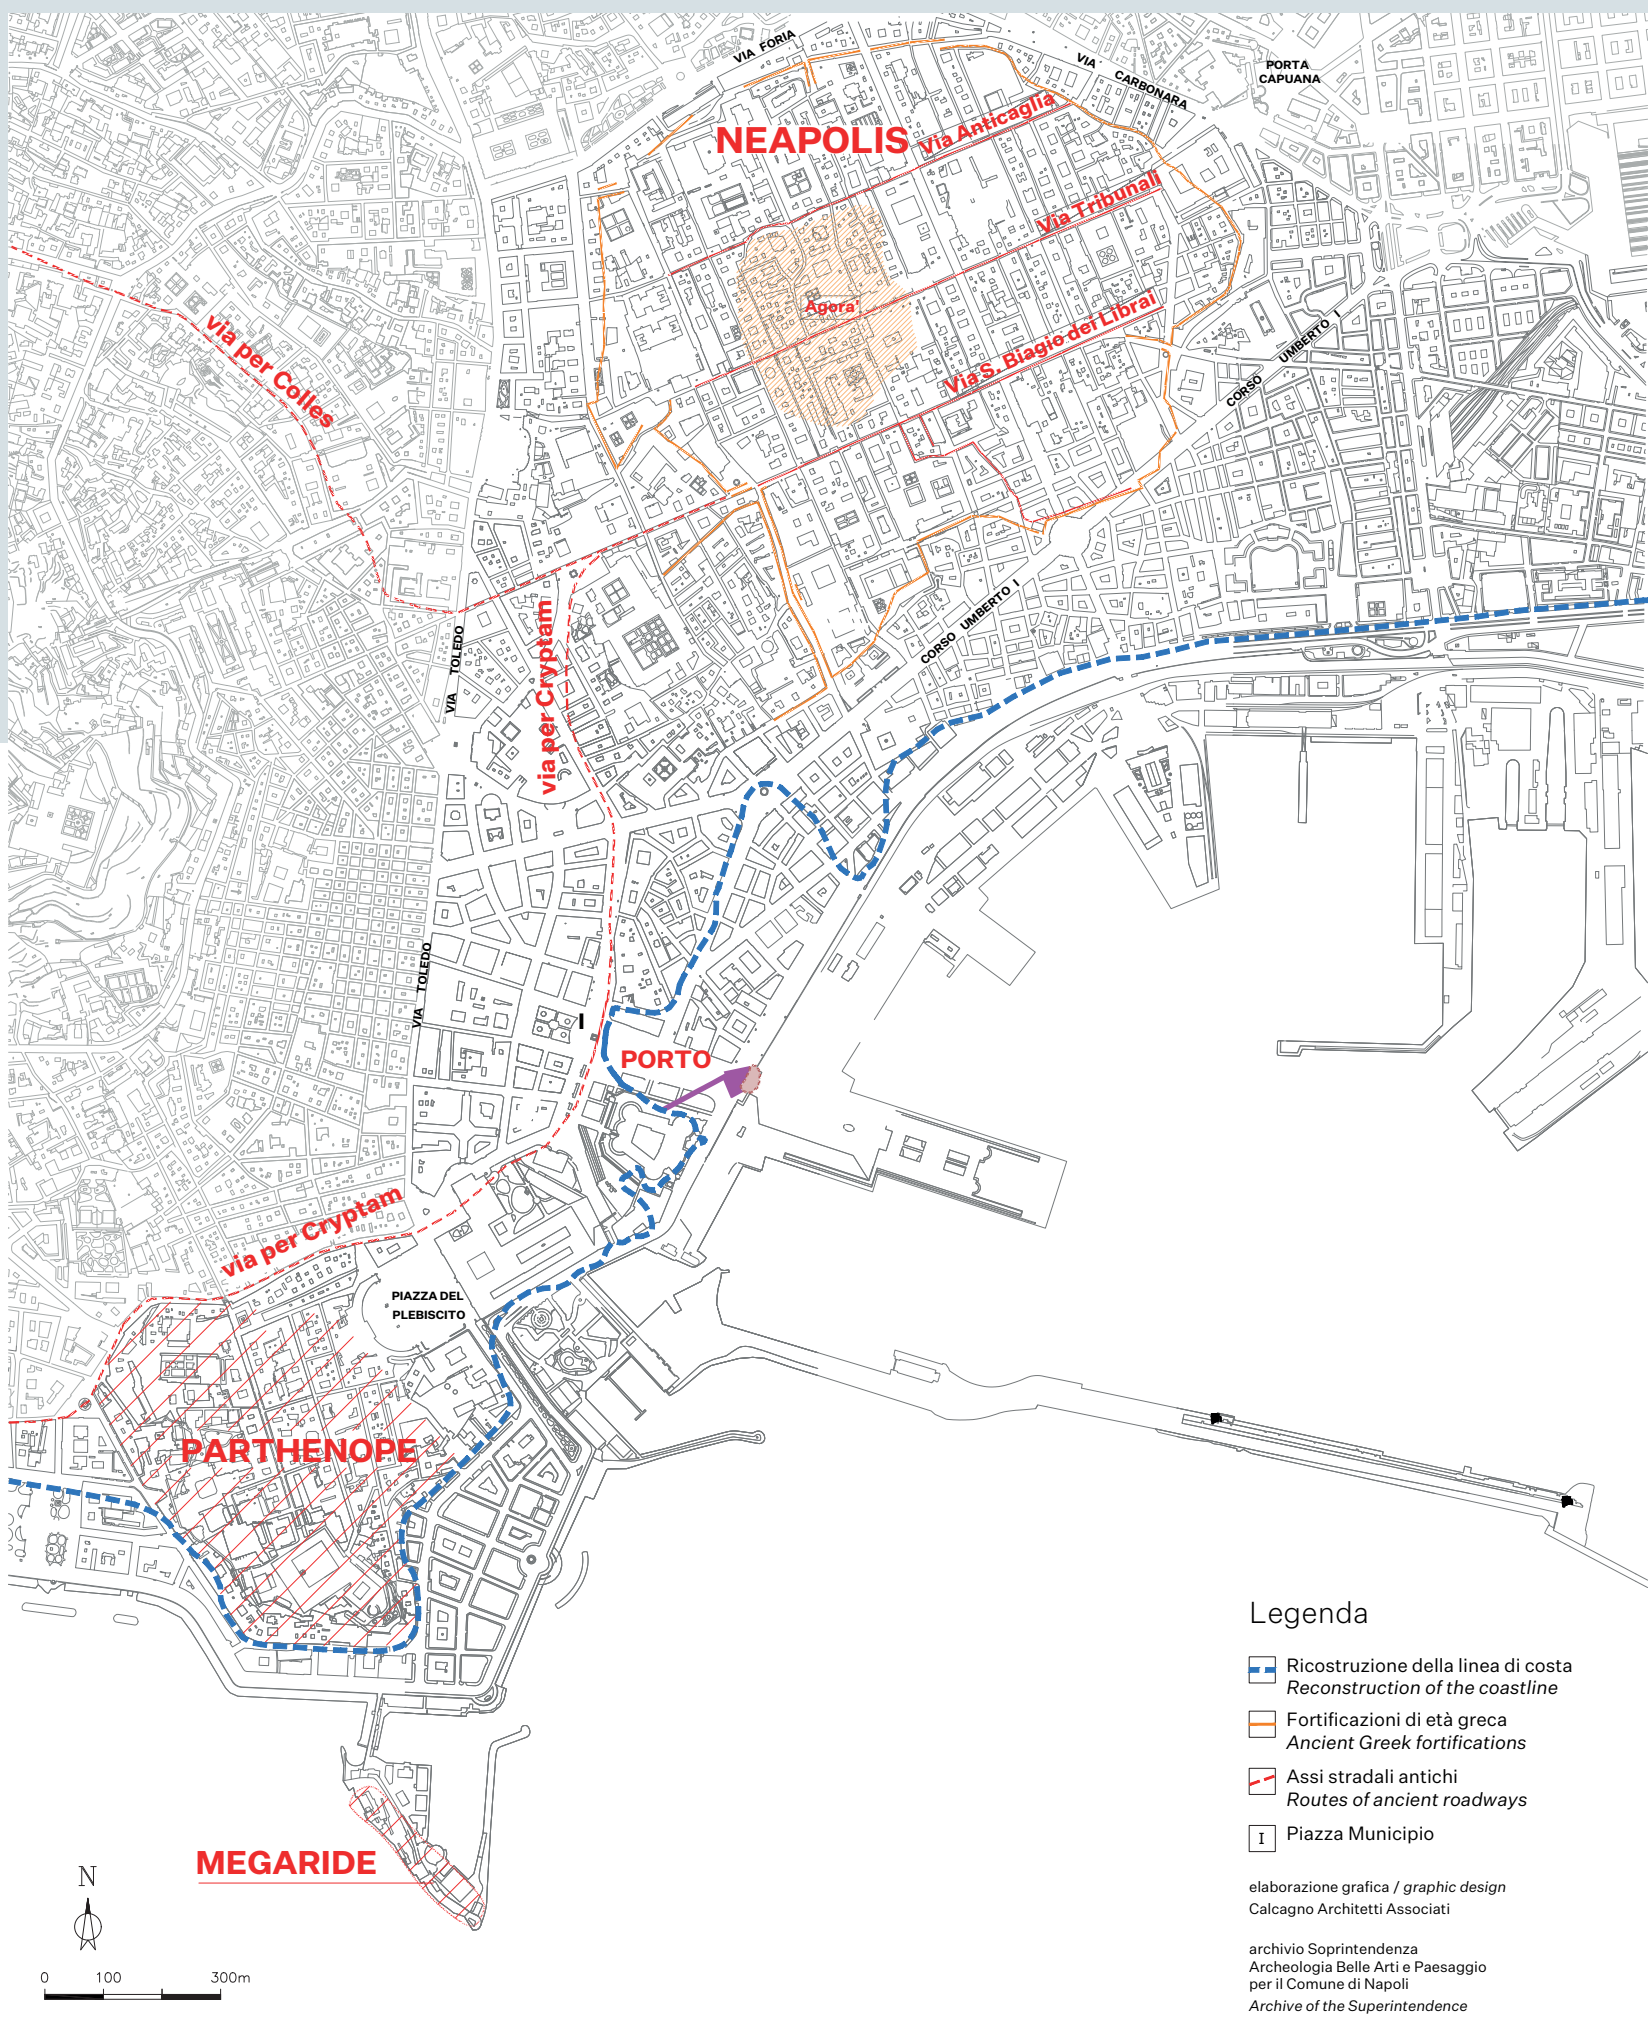 VIA FORIA
VIA CARBONARA
PORTA
CAPUANA
NEAPOLIS
Via Anticaglia
Via Tribunali
Agora'
Via S. Biagio dei Librai
CORSO UMBERTO I
via per Colles
VIA TOLEDO
via per Cryptam
CORSO UMBERTO I
VIA TOLEDO
I
PORTO
via per Cryptam
PIAZZA DEL
PLEBISCITO
PARTHENOPE
MEGARIDE
N
0 100 300m
Legenda
Ricostruzione della linea di costa
Reconstruction of the coastline
Fortificazioni di età greca
Ancient Greek fortifications
Assi stradali antichi
Routes of ancient roadways
I Piazza Municipio
elaborazione grafica / graphic design
Calcagno Architetti Associati
archivio Soprintendenza
Archeologia Belle Arti e Paesaggio
per il Comune di Napoli
Archive of the Superintendence